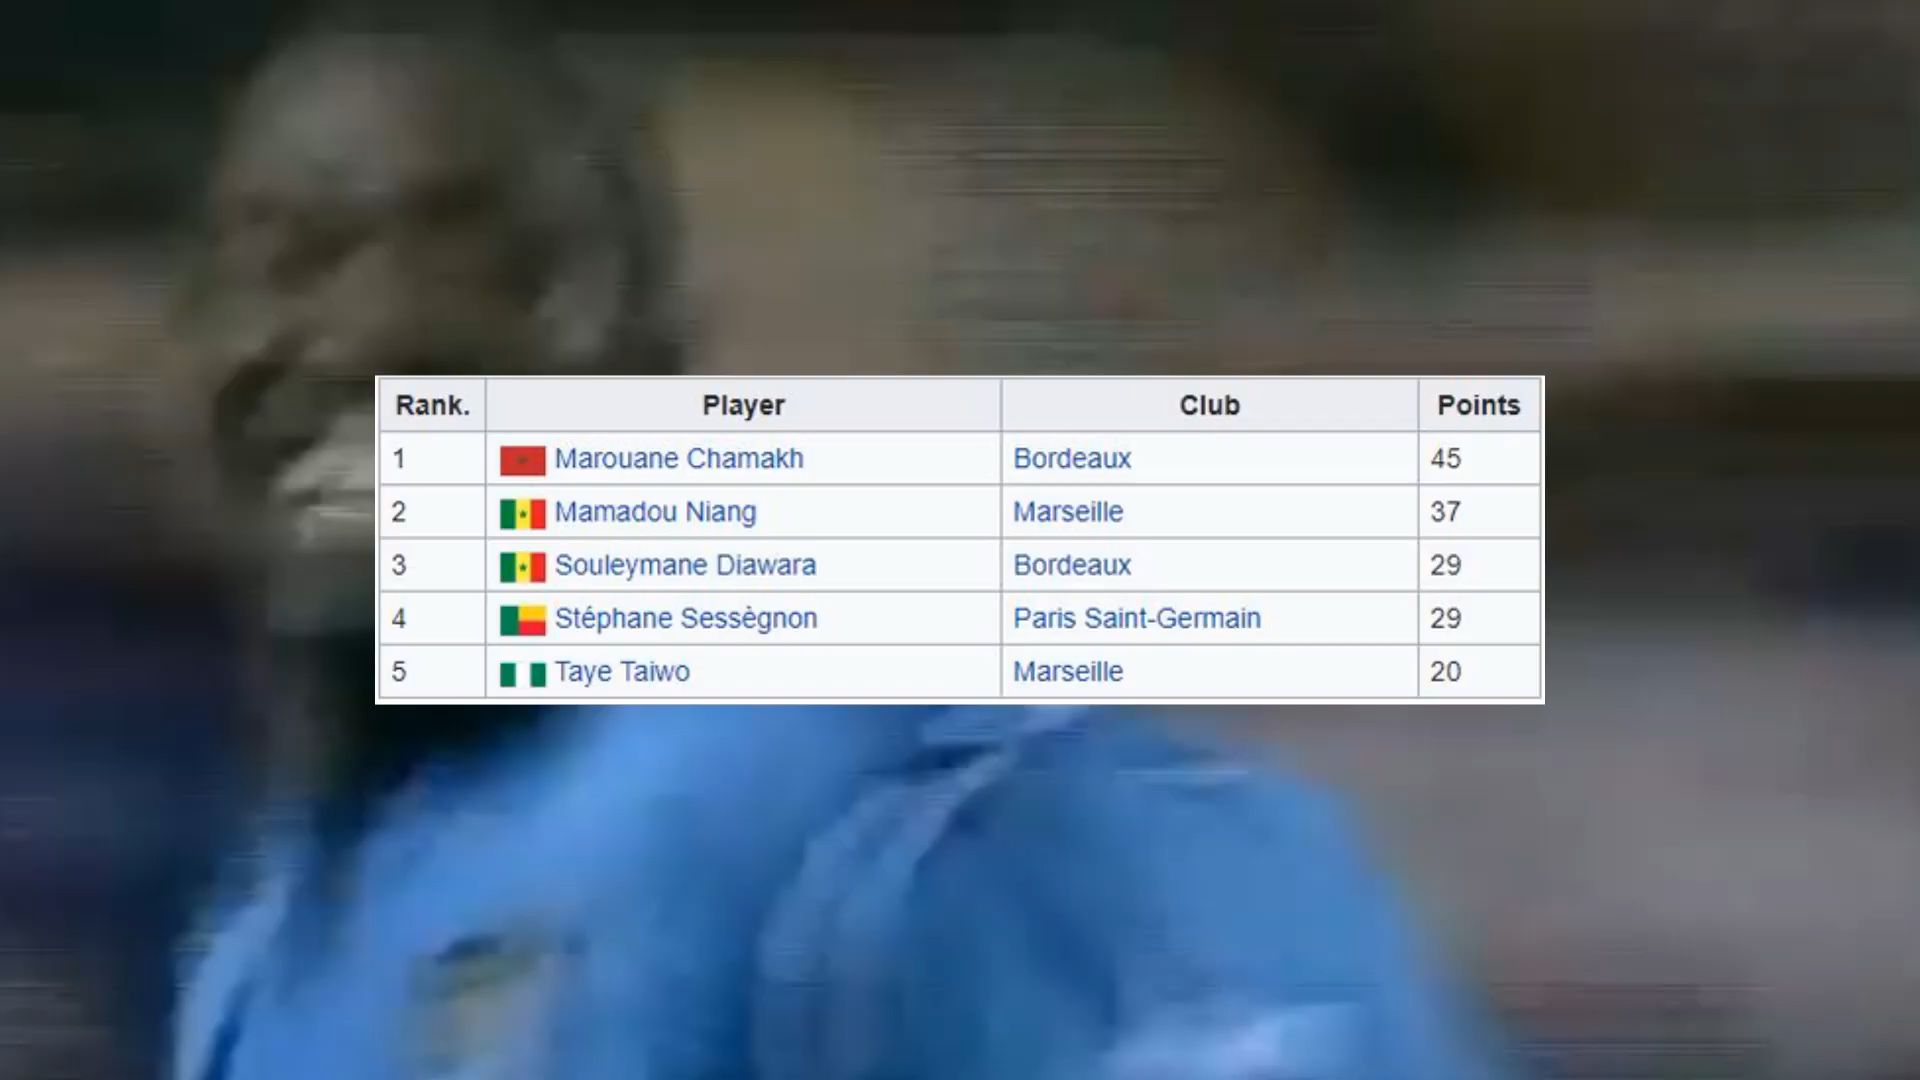 Rank. Player Club Points
1 Marouane Chamakh Bordeaux 45
2 Mamadou Niang Marseille 37
3 Souleymane Diawara Bordeaux 29
4 Stéphane Sessègnon Paris Saint-Germain 29
5 Taye Taiwo Marseille 20